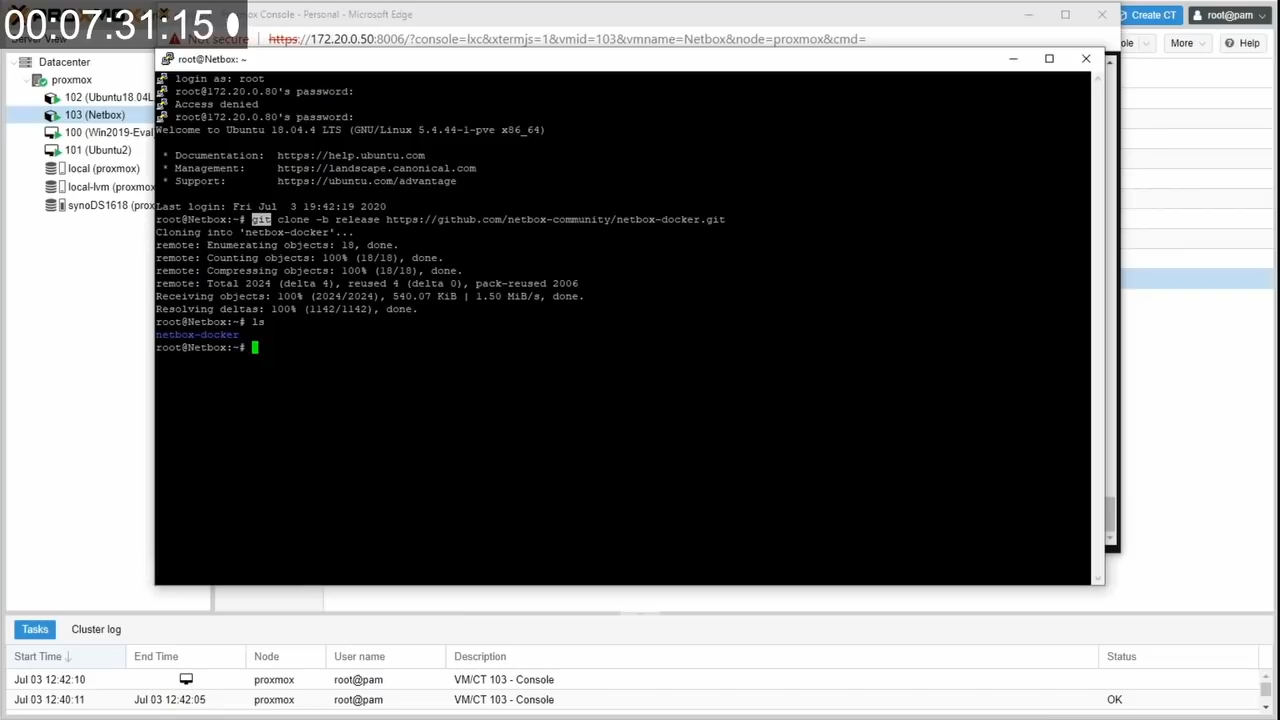 00:07:31:15
mox Console - Personal - Microsoft Edge
Create CT
root@pam
Server View
Not secure
https://172.20.0.50:8006/?console=lxc&xtermjs=1&vmid=103&vmname=Netbox&node=proxmox&cmd=
ole
More
Help
Datacenter
proxmox
102 (Ubuntu18.04L
103 (Netbox)
100 (Win2019-Eval
101 (Ubuntu2)
local (proxmox)
local-lvm (proxmox
synoDS1618 (prox
root@Netbox: ~
login as: root
root@172.20.0.80's password:
Access denied
root@172.20.0.80's password:
Welcome to Ubuntu 18.04.4 LTS (GNU/Linux 5.4.44-1-pve x86_64)
* Documentation:  https://help.ubuntu.com
* Management:     https://landscape.canonical.com
* Support:        https://ubuntu.com/advantage
Last login: Fri Jul  3 19:42:19 2020
root@Netbox:~# git clone -b release https://github.com/netbox-community/netbox-docker.git
Cloning into 'netbox-docker'...
remote: Enumerating objects: 18, done.
remote: Counting objects: 100% (18/18), done.
remote: Compressing objects: 100% (18/18), done.
remote: Total 2024 (delta 4), reused 4 (delta 0), pack-reused 2006
Receiving objects: 100% (2024/2024), 540.07 KiB | 1.50 MiB/s, done.
Resolving deltas: 100% (1142/1142), done.
root@Netbox:~# ls
netbox-docker
root@Netbox:~#
Tasks
Cluster log
Start Time
End Time
Node
User name
Description
Status
Jul 03 12:42:10
proxmox
root@pam
VM/CT 103 - Console
Jul 03 12:40:11
Jul 03 12:42:05
proxmox
root@pam
VM/CT 103 - Console
OK